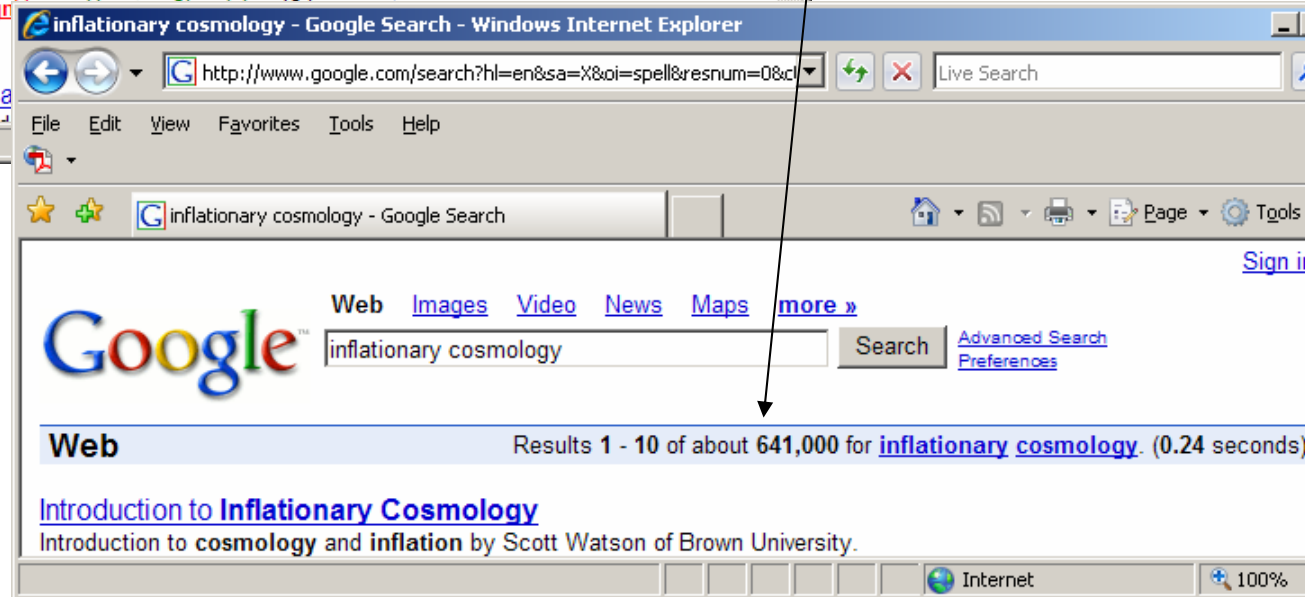 inflationary cosmology - Google Search - Windows Internet Explorer
http://www.google.com/search?hl=en&sa=X&oi=spell&resnum=0&ct
Live Search
File Edit View Favorites Tools Help
inflationary cosmology - Google Search
Page Tools
Sign in
Google™
Web Images Video News Maps more »
inflationary cosmology
Search
Advanced Search
Preferences
Web
Results 1 - 10 of about 641,000 for inflationary cosmology. (0.24 seconds)
Introduction to Inflationary Cosmology
Introduction to cosmology and inflation by Scott Watson of Brown University.
Internet
100%